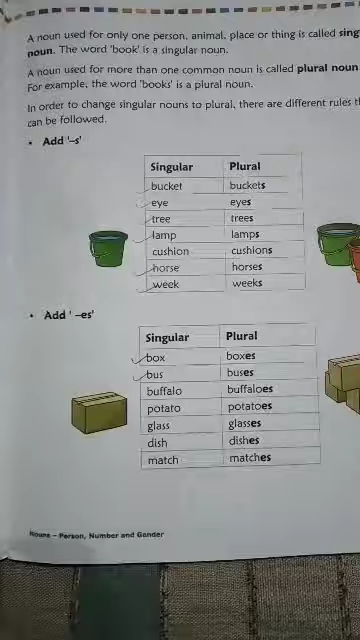 A noun used for only one person, animal, place or thing is called sing
noun. The word 'book' is a singular noun.
A noun used for more than one common noun is called plural noun
For example, the word 'books' is a plural noun.
In order to change singular nouns to plural, there are different rules th
can be followed.
• Add '–s'
Singular Plural
bucket buckets
eye eyes
tree trees
lamp lamps
cushion cushions
horse horses
week weeks
• Add ' –es'
Singular Plural
box boxes
bus buses
buffalo buffaloes
potato potatoes
glass glasses
dish dishes
match matches
Nouns – Person, Number and Gender